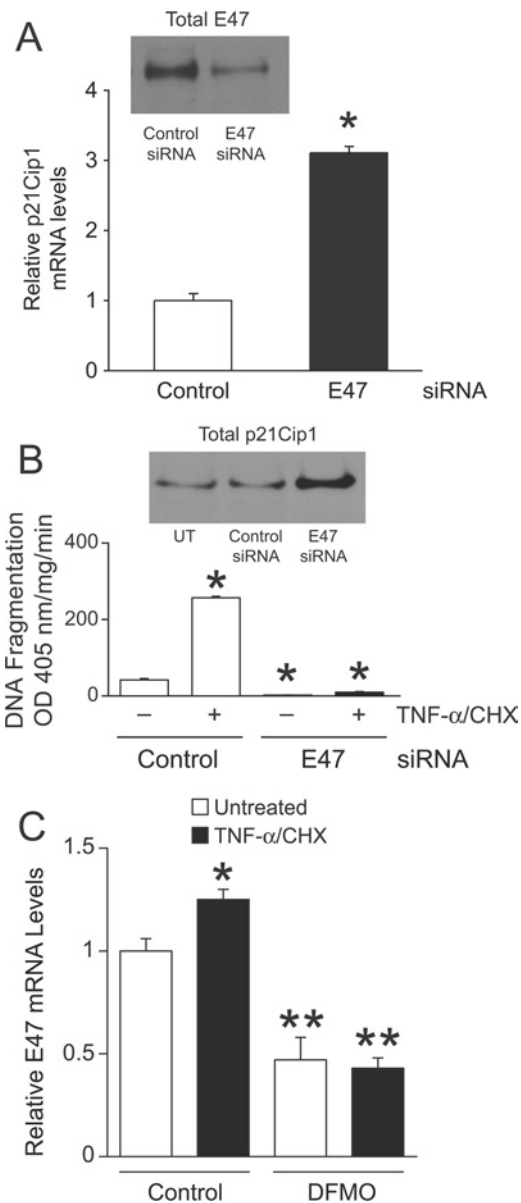 A
Total E47
Control siRNA
E47 siRNA
Relative p21Cip1 mRNA levels
4
3
2
1
0
*
Control
E47
siRNA
B
Total p21Cip1
UT
Control siRNA
E47 siRNA
DNA Fragmentation OD 405 nm/mg/min
400
200
0
*
*
*
–
+
–
+
TNF-α/CHX
Control
E47
siRNA
C
Untreated
TNF-α/CHX
Relative E47 mRNA Levels
1.5
1
0.5
0
*
**
**
Control
DFMO